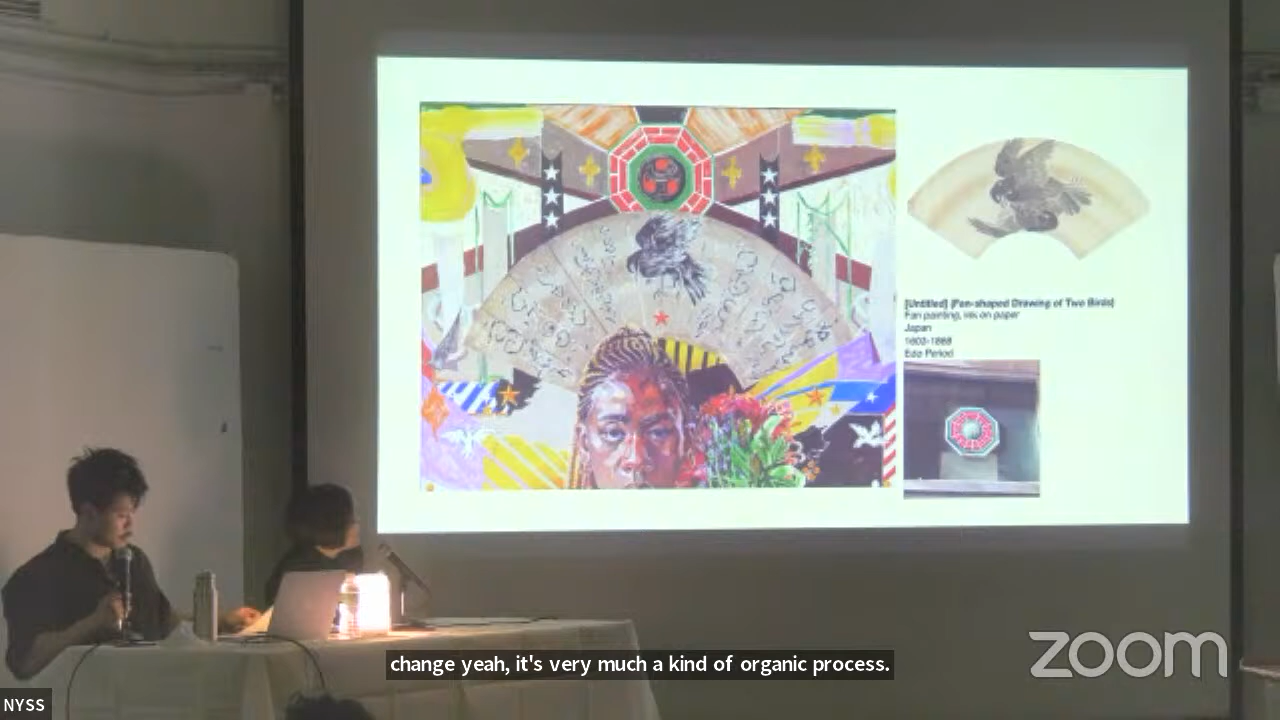 [Untitled] (Fan-shaped Drawing of Two Birds)
Fan painting, ink on paper
Japan
1603-1868
Edo Period
change yeah, it's very much a kind of organic process.
zoom
NYSS